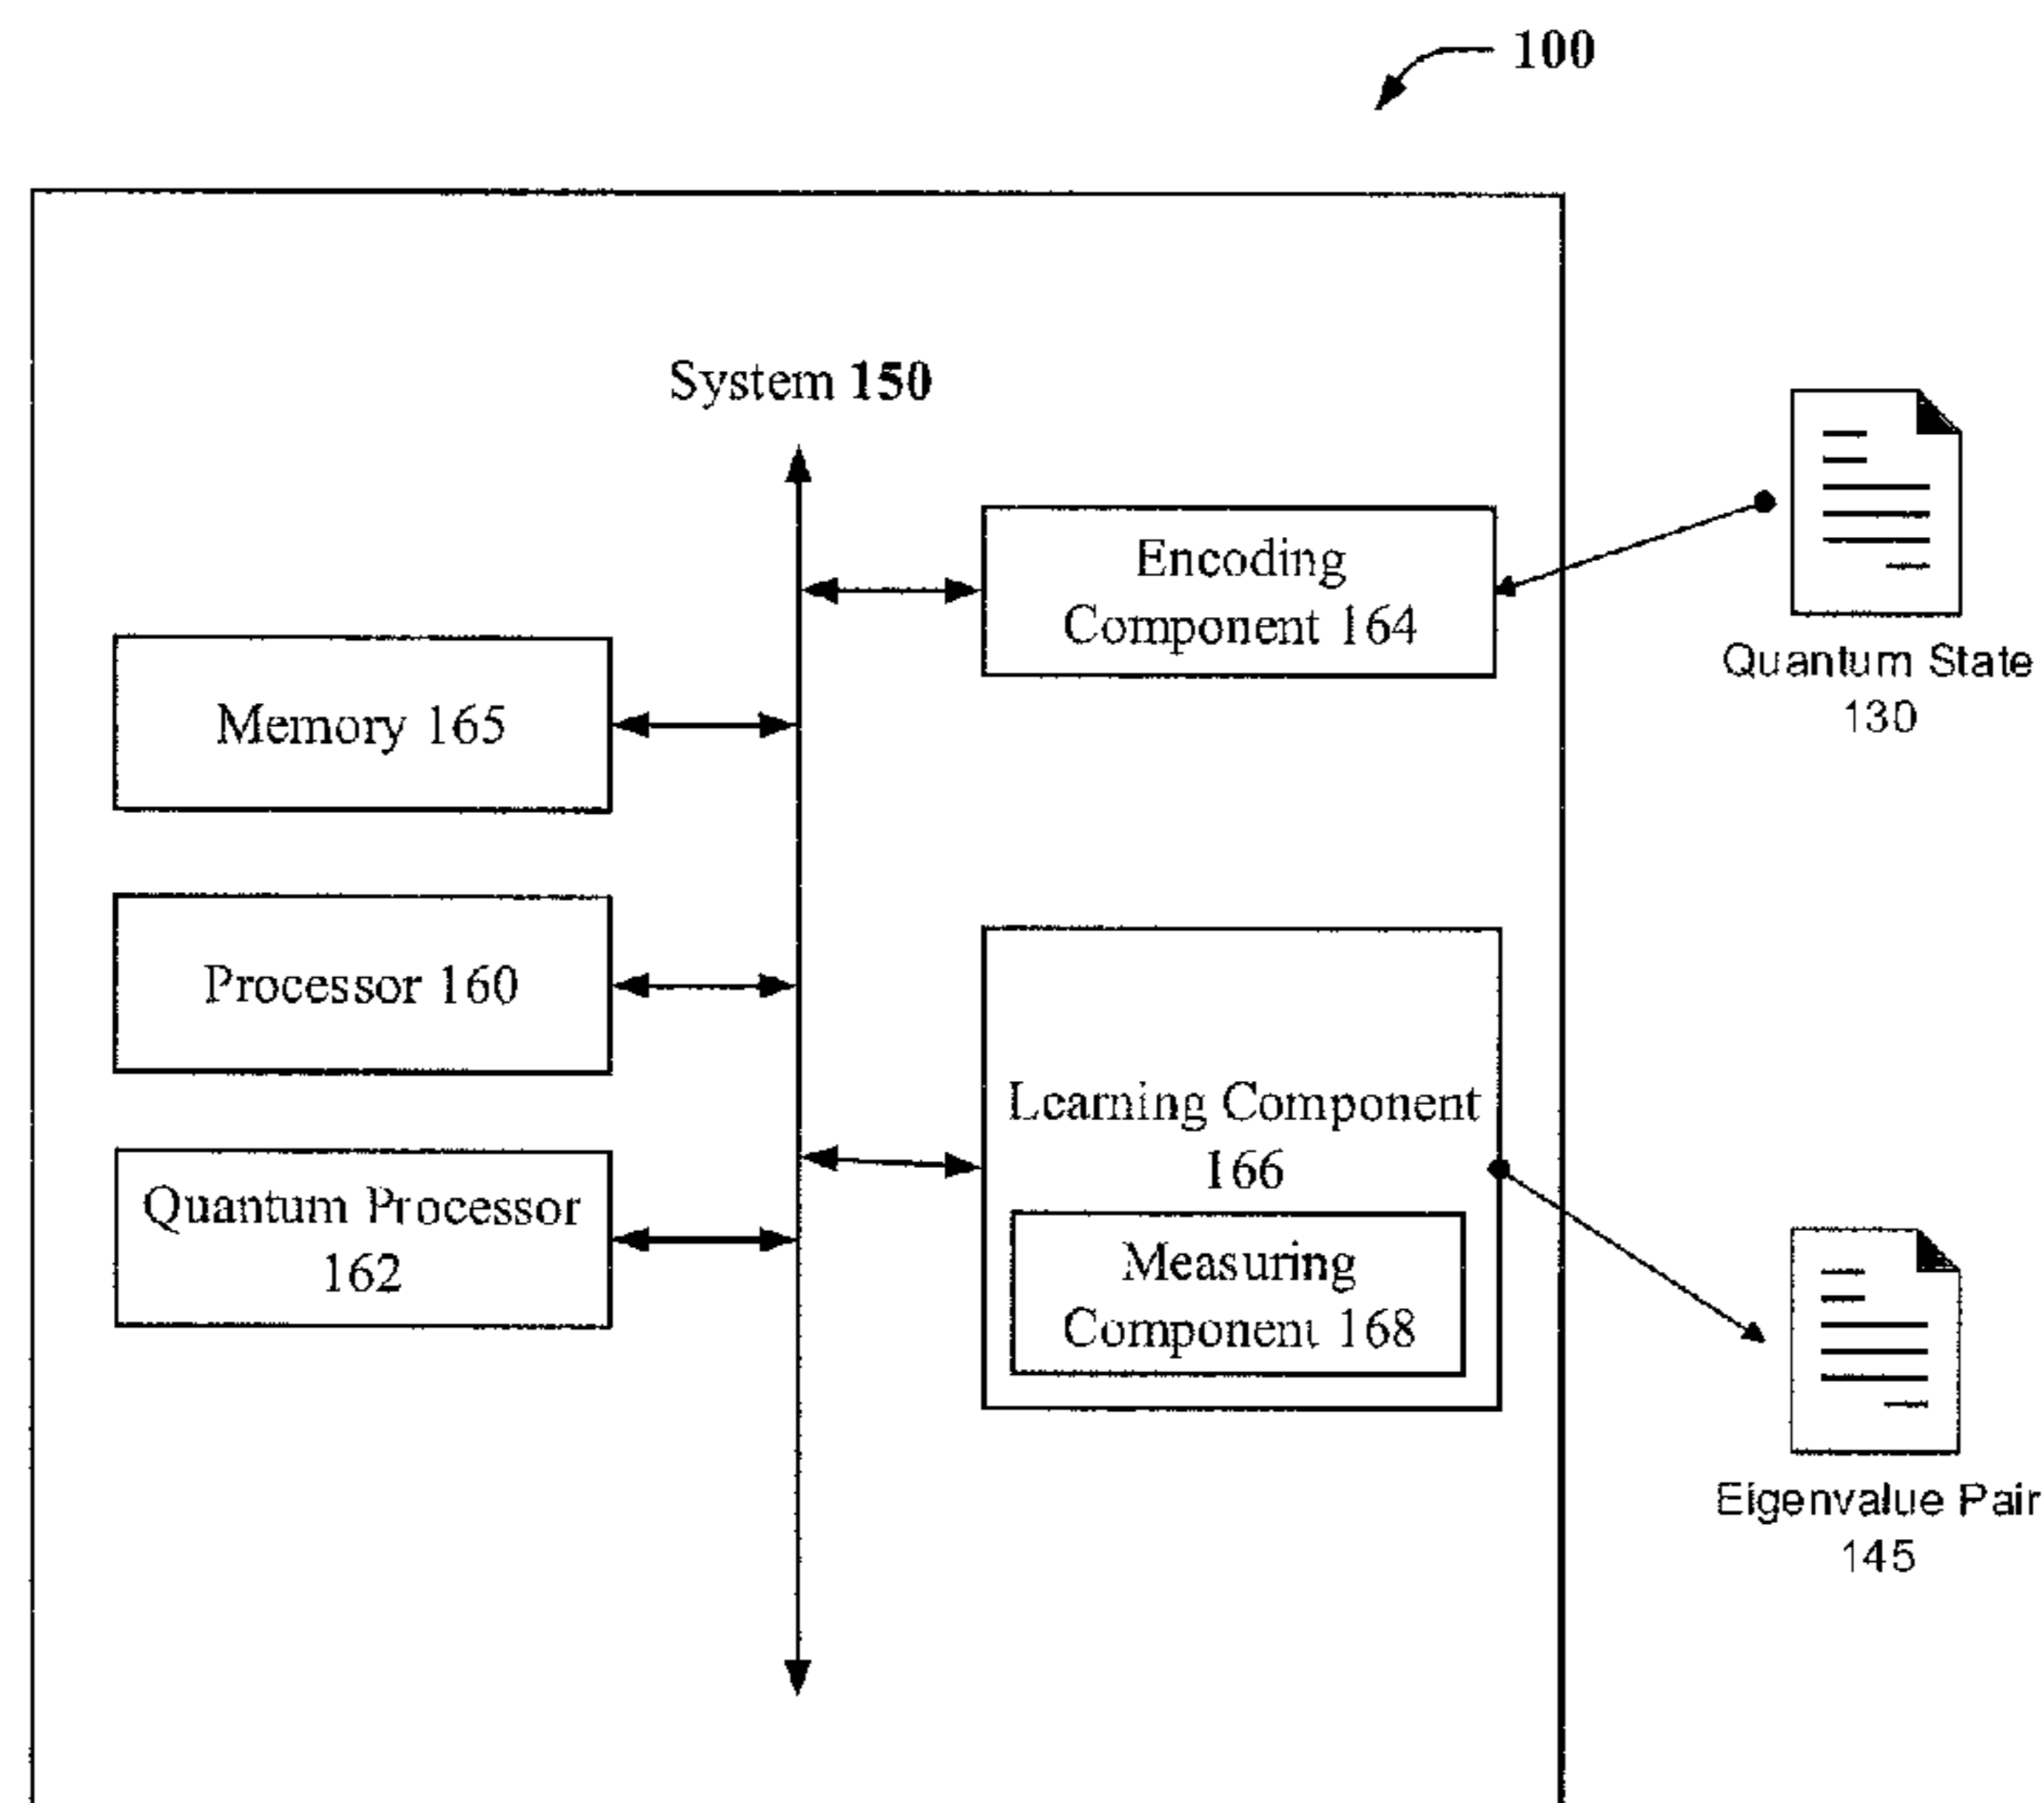 100
System 150
Encoding
Component 164
Quantum State
130
Memory 165
Processor 160
Learning Component
166
Quantum Processor
162
Measuring
Component 168
Eigenvalue Pair
145